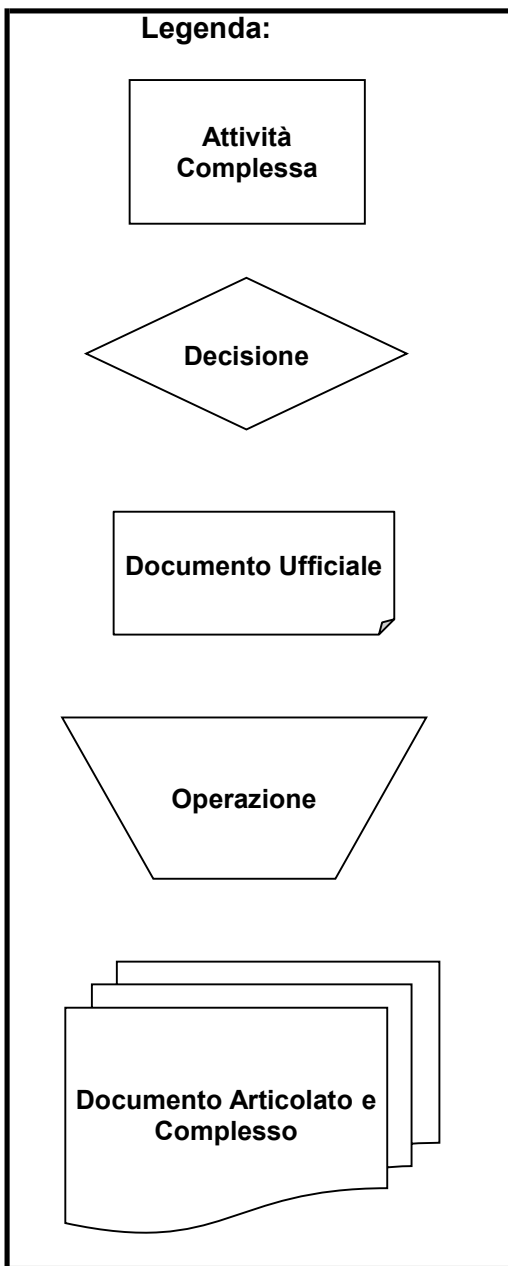 Legenda:
Attività
Complessa
Decisione
Documento Ufficiale
Operazione
Documento Articolato e
Complesso